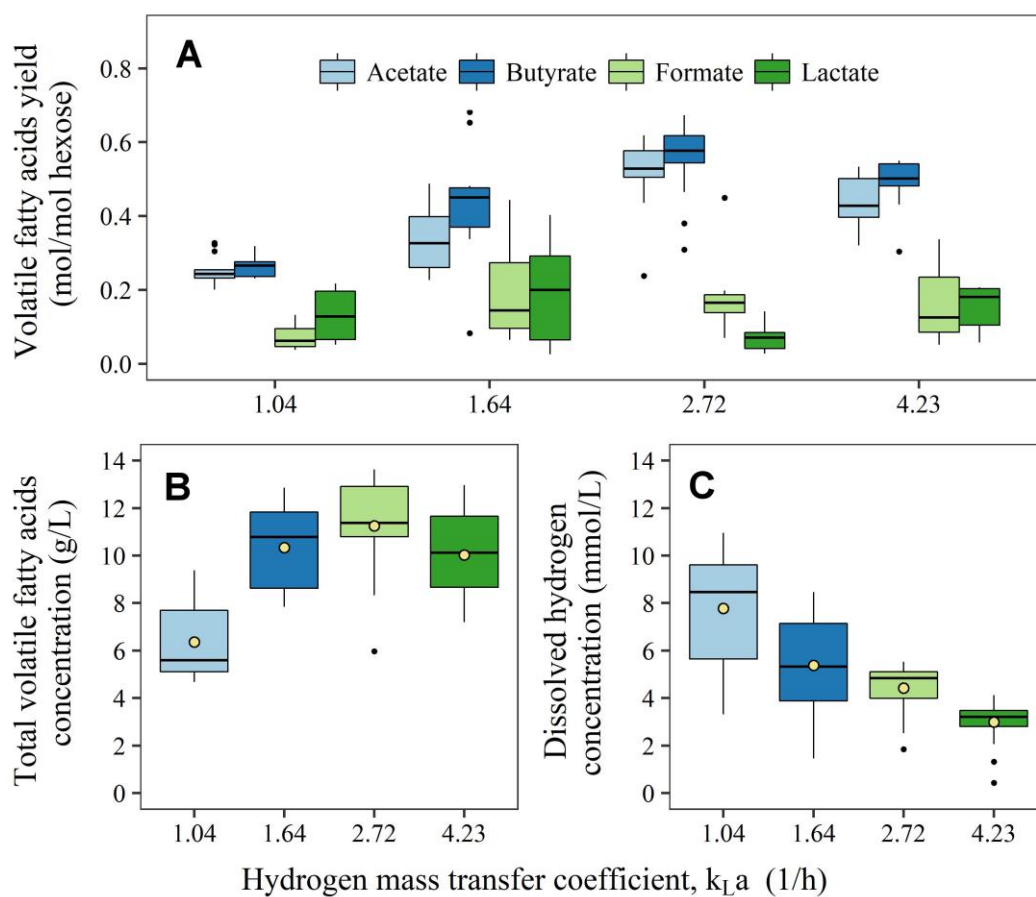 A
Acetate Butyrate Formate Lactate
Volatile fatty acids yield
(mol/mol hexose)
0.8
0.6
0.4
0.2
0.0
1.04 1.64 2.72 4.23
B
Total volatile fatty acids
concentration (g/L)
14
12
10
8
6
4
2
0
1.04 1.64 2.72 4.23
C
Dissolved hydrogen
concentration (mmol/L)
14
12
10
8
6
4
2
0
1.04 1.64 2.72 4.23
Hydrogen mass transfer coefficient, kLa (1/h)